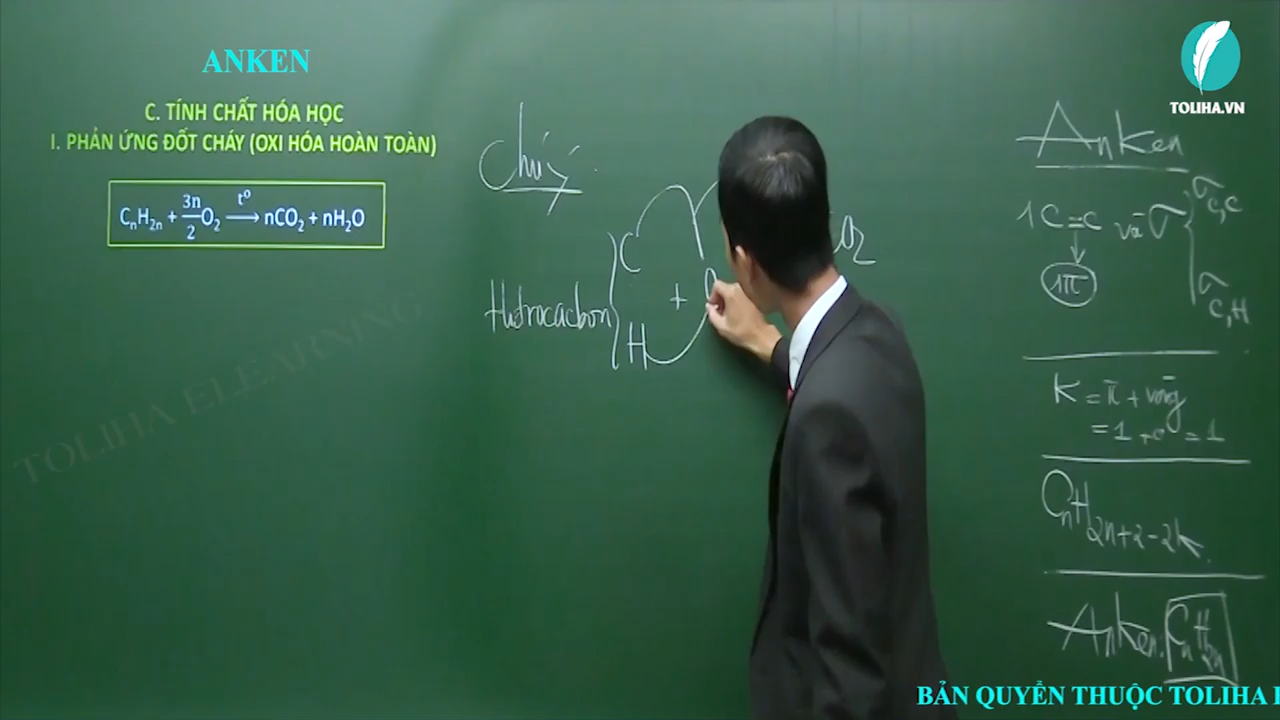 ANKEN
C. TÍNH CHẤT HÓA HỌC
I. PHẢN ỨNG ĐỐT CHÁY (OXI HÓA HOÀN TOÀN)
CₙH₂ₙ + 3n/2 O₂ —t°→ nCO₂ + nH₂O
TOLIHA ELEARNING
Chú ý
C
O₂
Hidrocacbon
+
H
TOLIHA.VN
Anken
1 C = C và σ
σ C,C
1π
σ C,H
K = π + vòng
= 1 + 0 = 1
CₙH₂ₙ₊₂₋₂ₖ
Anken. CₙH₂ₙ
BẢN QUYỀN THUỘC TOLIHA